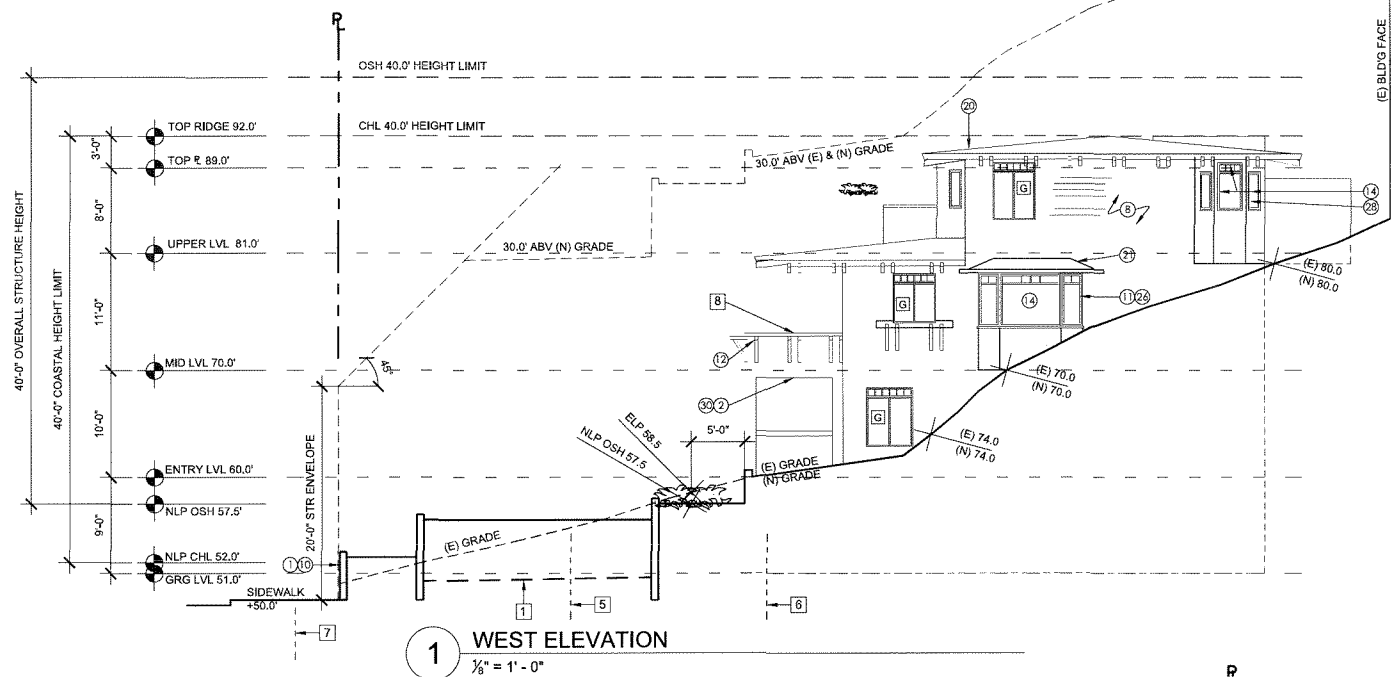 ℄
(E) BLD'G FACE
OSH 40.0' HEIGHT LIMIT
TOP RIDGE 92.0'
CHL 40.0' HEIGHT LIMIT
20
3'-0"
TOP ℄ 89.0'
30.0' ABV (E) & (N) GRADE
G
14
28
8
8'-0"
UPPER LVL 81.0'
30.0' ABV (N) GRADE
21
(E) 80.0
(N) 80.0
40'-0" OVERALL STRUCTURE HEIGHT
40'-0" COASTAL HEIGHT LIMIT
11'-0"
8
G
14
11 26
12
MID LVL 70.0'
45°
(E) 70.0
(N) 70.0
30 2
10'-0"
20'-0" STR ENVELOPE
ELP 58.5
NLP OSH 57.5
5'-0"
G
(E) 74.0
(N) 74.0
ENTRY LVL 60.0'
(E) GRADE
(N) GRADE
NLP OSH 57.5'
9'-0"
(E) GRADE
NLP CHL 52.0'
1 10
GRG LVL 51.0'
SIDEWALK
+50.0'
1
5
6
7
1
WEST ELEVATION
⅛" = 1' - 0"
℄